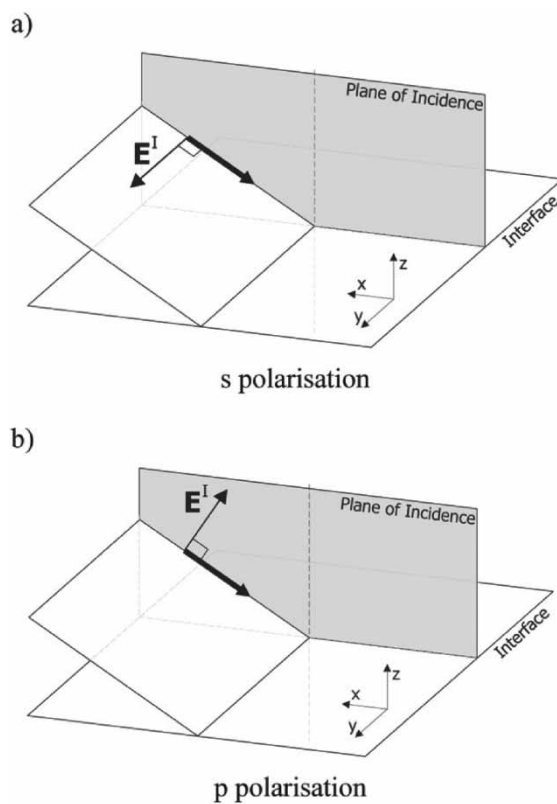 a)
Plane of Incidence
E^I
Interface
z
x
y
s polarisation
b)
Plane of Incidence
E^I
Interface
z
x
y
p polarisation